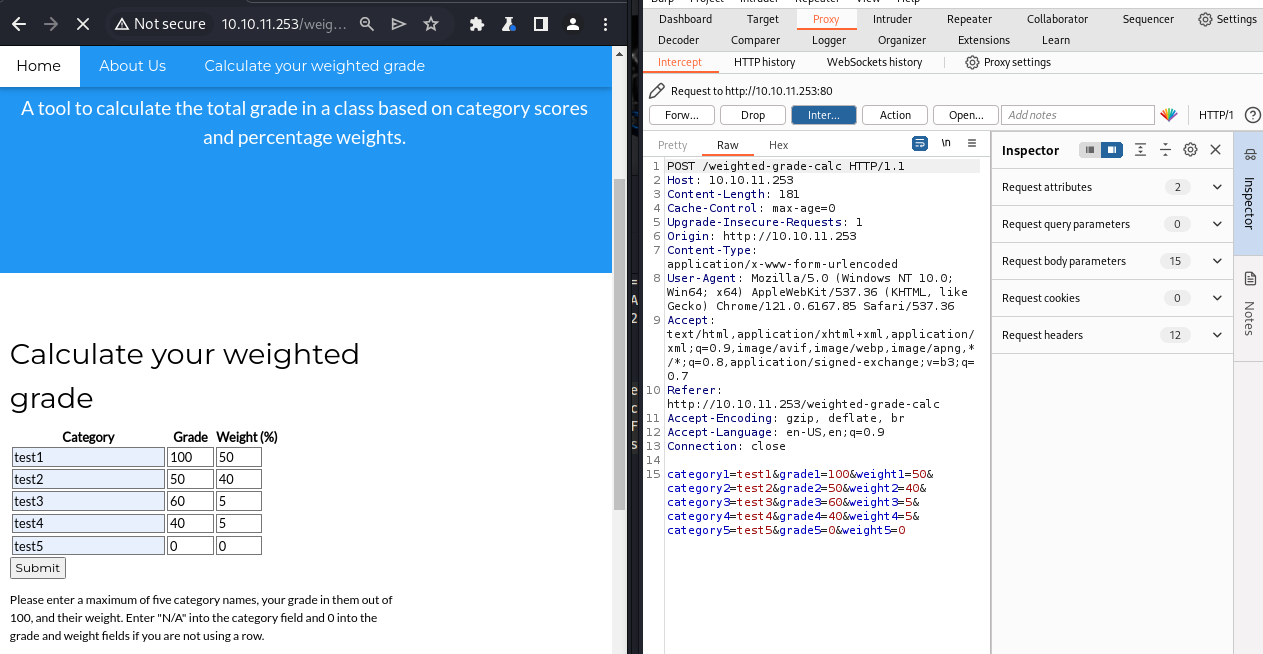 Not secure 10.10.11.253/weig...
Home About Us Calculate your weighted grade
A tool to calculate the total grade in a class based on category scores
and percentage weights.
Calculate your weighted
grade
Category Grade Weight (%)
test1 100 50
test2 50 40
test3 60 5
test4 40 5
test5 0 0
Submit
Please enter a maximum of five category names, your grade in them out of
100, and their weight. Enter "N/A" into the category field and 0 into the
grade and weight fields if you are not using a row.
Dashboard Target Proxy Intruder Repeater Collaborator Sequencer Settings
Decoder Comparer Logger Organizer Extensions Learn
Intercept HTTP history WebSockets history Proxy settings
Request to http://10.10.11.253:80
Forw... Drop Inter... Action Open... Add notes HTTP/1
Pretty Raw Hex \n
1 POST /weighted-grade-calc HTTP/1.1
2 Host: 10.10.11.253
3 Content-Length: 181
4 Cache-Control: max-age=0
5 Upgrade-Insecure-Requests: 1
6 Origin: http://10.10.11.253
7 Content-Type:
application/x-www-form-urlencoded
8 User-Agent: Mozilla/5.0 (Windows NT 10.0;
Win64; x64) AppleWebKit/537.36 (KHTML, like
Gecko) Chrome/121.0.6167.85 Safari/537.36
9 Accept:
text/html,application/xhtml+xml,application/
xml;q=0.9,image/avif,image/webp,image/apng,*
/*;q=0.8,application/signed-exchange;v=b3;q=
0.7
10 Referer:
http://10.10.11.253/weighted-grade-calc
11 Accept-Encoding: gzip, deflate, br
12 Accept-Language: en-US,en;q=0.9
13 Connection: close
14
15 category1=test1&grade1=100&weight1=50&
category2=test2&grade2=50&weight2=40&
category3=test3&grade3=60&weight3=5&
category4=test4&grade4=40&weight4=5&
category5=test5&grade5=0&weight5=0
Inspector
Request attributes 2
Request query parameters 0
Request body parameters 15
Request cookies 0
Request headers 12
Inspector
Notes